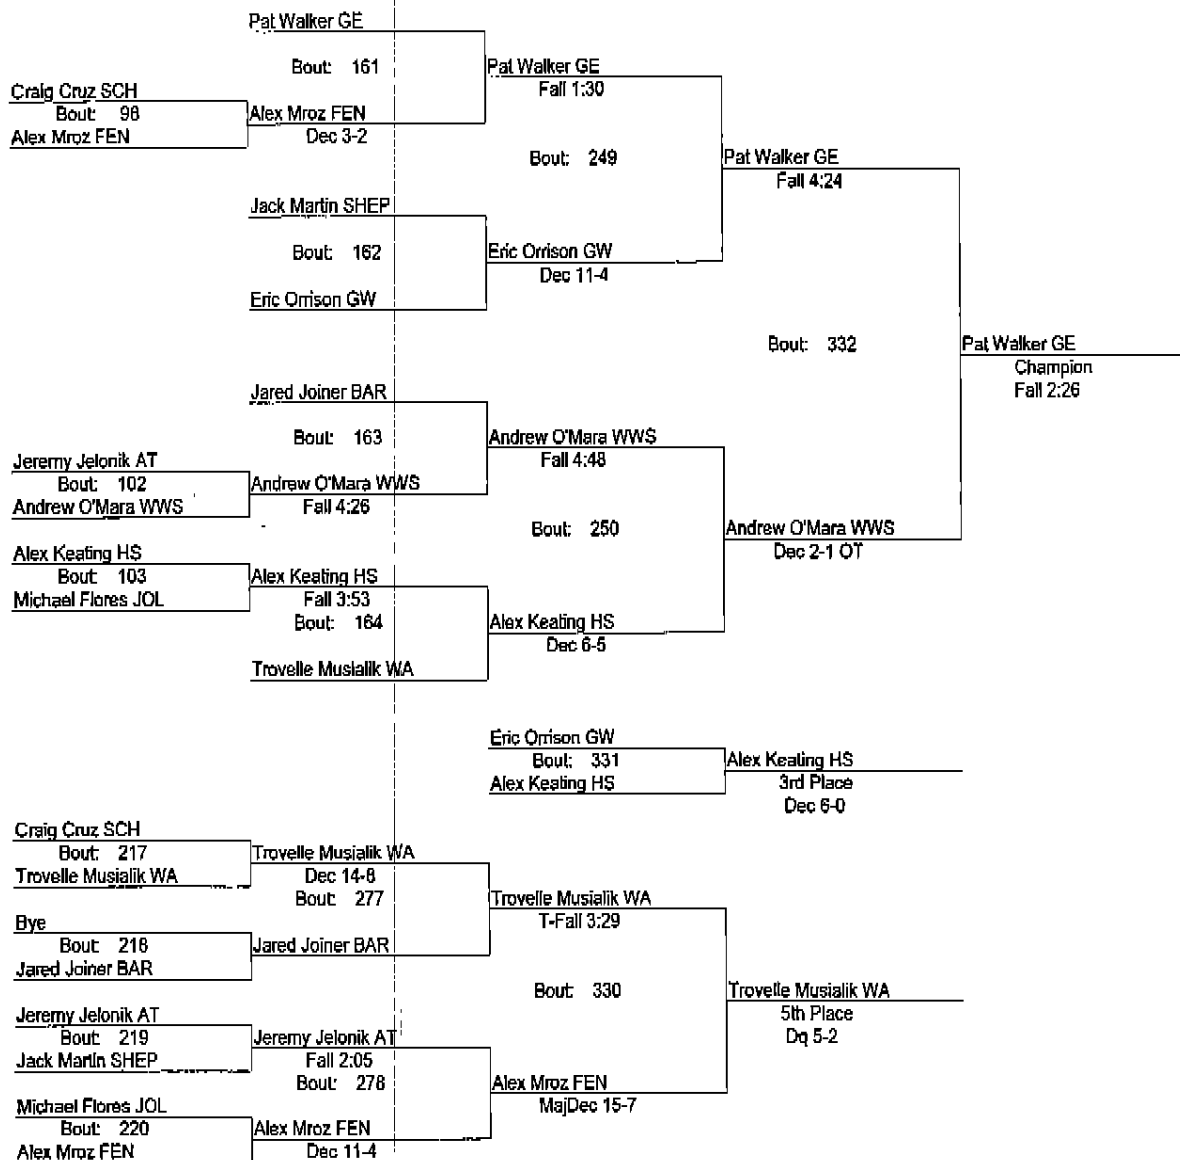 Pat Walker GE
Bout: 161
Pat Walker GE
Fall 1:30
Craig Cruz SCH
Bout: 98
Alex Mroz FEN
Alex Mroz FEN
Dec 3-2
Bout: 249
Pat Walker GE
Fall 4:24
Jack Martin SHEP
Bout: 162
Eric Orrison GW
Dec 11-4
Eric Orrison GW
Bout: 332
Pat Walker GE
Champion
Fall 2:26
Jared Joiner BAR
Bout: 163
Andrew O'Mara WWS
Fall 4:48
Jeremy Jelonik AT
Bout: 102
Andrew O'Mara WWS
Andrew O'Mara WWS
Fall 4:26
Bout: 250
Andrew O'Mara WWS
Dec 2-1 OT
Alex Keating HS
Bout: 103
Michael Flores JOL
Alex Keating HS
Fall 3:53
Bout: 164
Alex Keating HS
Dec 6-5
Trovelle Musialik WA
Eric Orrison GW
Bout: 331
Alex Keating HS
Alex Keating HS
3rd Place
Dec 6-0
Craig Cruz SCH
Bout: 217
Trovelle Musialik WA
Trovelle Musialik WA
Dec 14-8
Bout: 277
Trovelle Musialik WA
T-Fall 3:29
Bye
Bout: 218
Jared Joiner BAR
Jared Joiner BAR
Bout: 330
Trovelle Musialik WA
5th Place
Dq 5-2
Jeremy Jelonik AT
Bout: 219
Jack Martin SHEP
Jeremy Jelonik AT
Fall 2:05
Bout: 278
Alex Mroz FEN
MajDec 15-7
Michael Flores JOL
Bout: 220
Alex Mroz FEN
Alex Mroz FEN
Dec 11-4